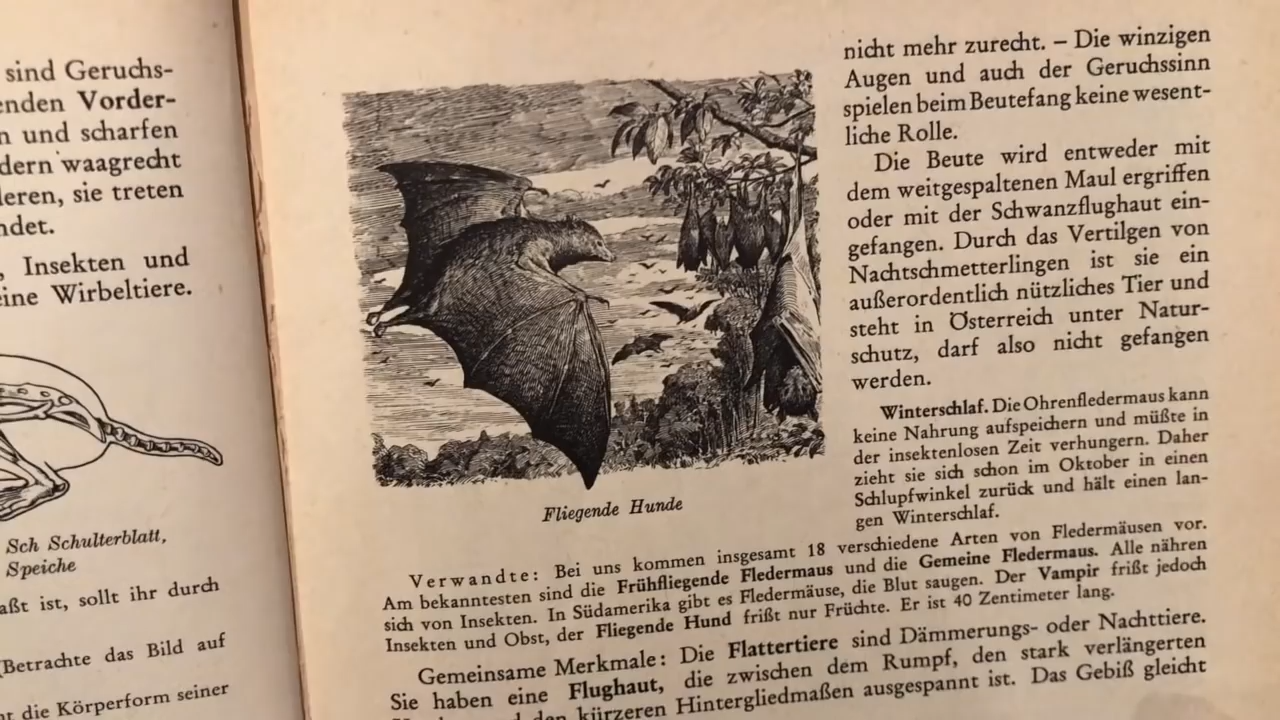 sind Geruchs-
enden Vorder-
n und scharfen
dern waagrecht
deren, sie treten
ndet.
, Insekten und
eine Wirbeltiere.
Sch Schulterblatt,
Speiche
aßt ist, sollt ihr durch
(Betrachte das Bild auf
t die Körperform seiner
Fliegende Hunde
nicht mehr zurecht. – Die winzigen
Augen und auch der Geruchssinn
spielen beim Beutefang keine wesent-
liche Rolle.
Die Beute wird entweder mit
dem weitgespaltenen Maul ergriffen
oder mit der Schwanzflughaut ein-
gefangen. Durch das Vertilgen von
Nachtschmetterlingen ist sie ein
außerordentlich nützliches Tier und
steht in Österreich unter Natur-
schutz, darf also nicht gefangen
werden.
Winterschlaf. Die Ohrenfledermaus kann
keine Nahrung aufspeichern und müßte in
der insektenlosen Zeit verhungern. Daher
zieht sie sich schon im Oktober in einen
Schlupfwinkel zurück und hält einen lan-
gen Winterschlaf.
Verwandte: Bei uns kommen insgesamt 18 verschiedene Arten von Fledermäusen vor.
Am bekanntesten sind die Frühfliegende Fledermaus und die Gemeine Fledermaus. Alle nähren
sich von Insekten. In Südamerika gibt es Fledermäuse, die Blut saugen. Der Vampir frißt jedoch
Insekten und Obst, der Fliegende Hund frißt nur Früchte. Er ist 40 Zentimeter lang.
Gemeinsame Merkmale: Die Flattertiere sind Dämmerungs- oder Nachttiere.
Sie haben eine Flughaut, die zwischen dem Rumpf, den stark verlängerten
den kürzeren Hintergliedmaßen ausgespannt ist. Das Gebiß gleicht